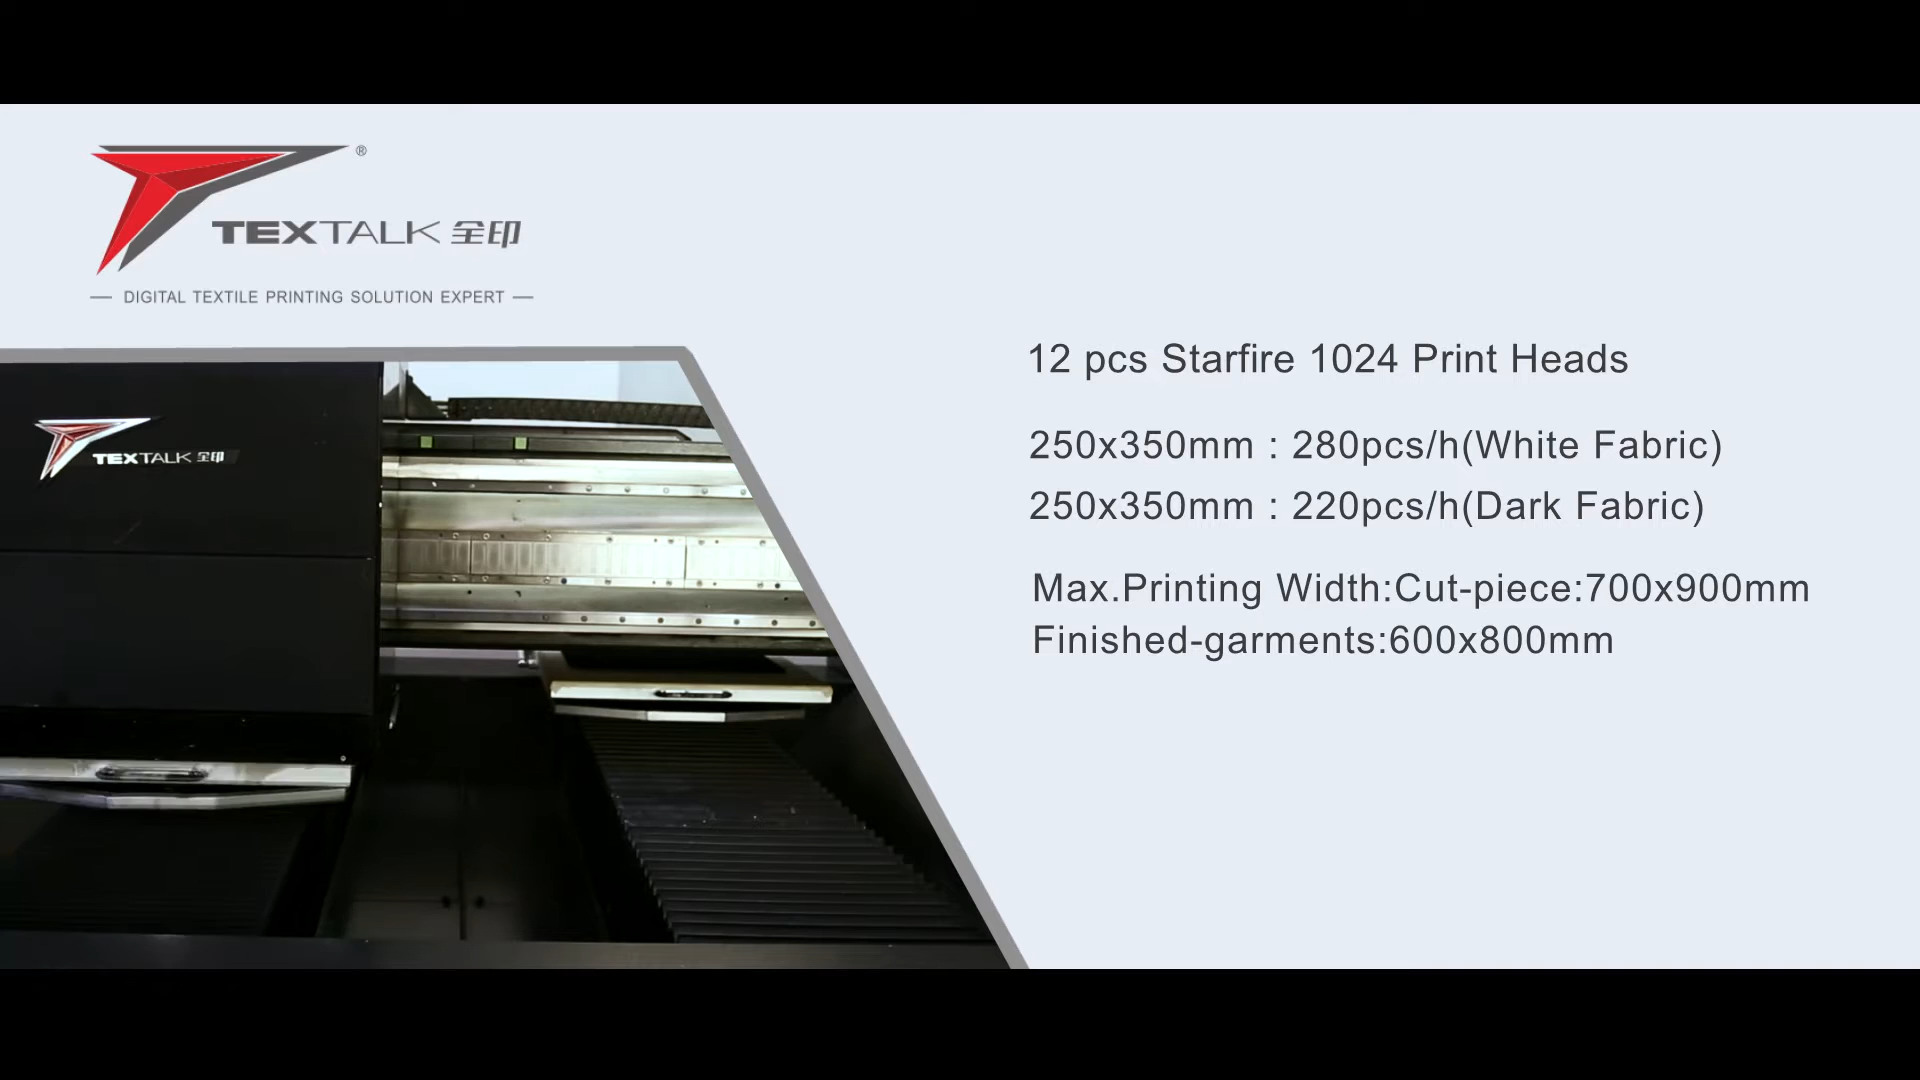 ®
TEXTALK 全印
DIGITAL TEXTILE PRINTING SOLUTION EXPERT
TEXTALK 全印
12 pcs Starfire 1024 Print Heads
250x350mm : 280pcs/h(White Fabric)
250x350mm : 220pcs/h(Dark Fabric)
Max.Printing Width:Cut-piece:700x900mm
Finished-garments:600x800mm